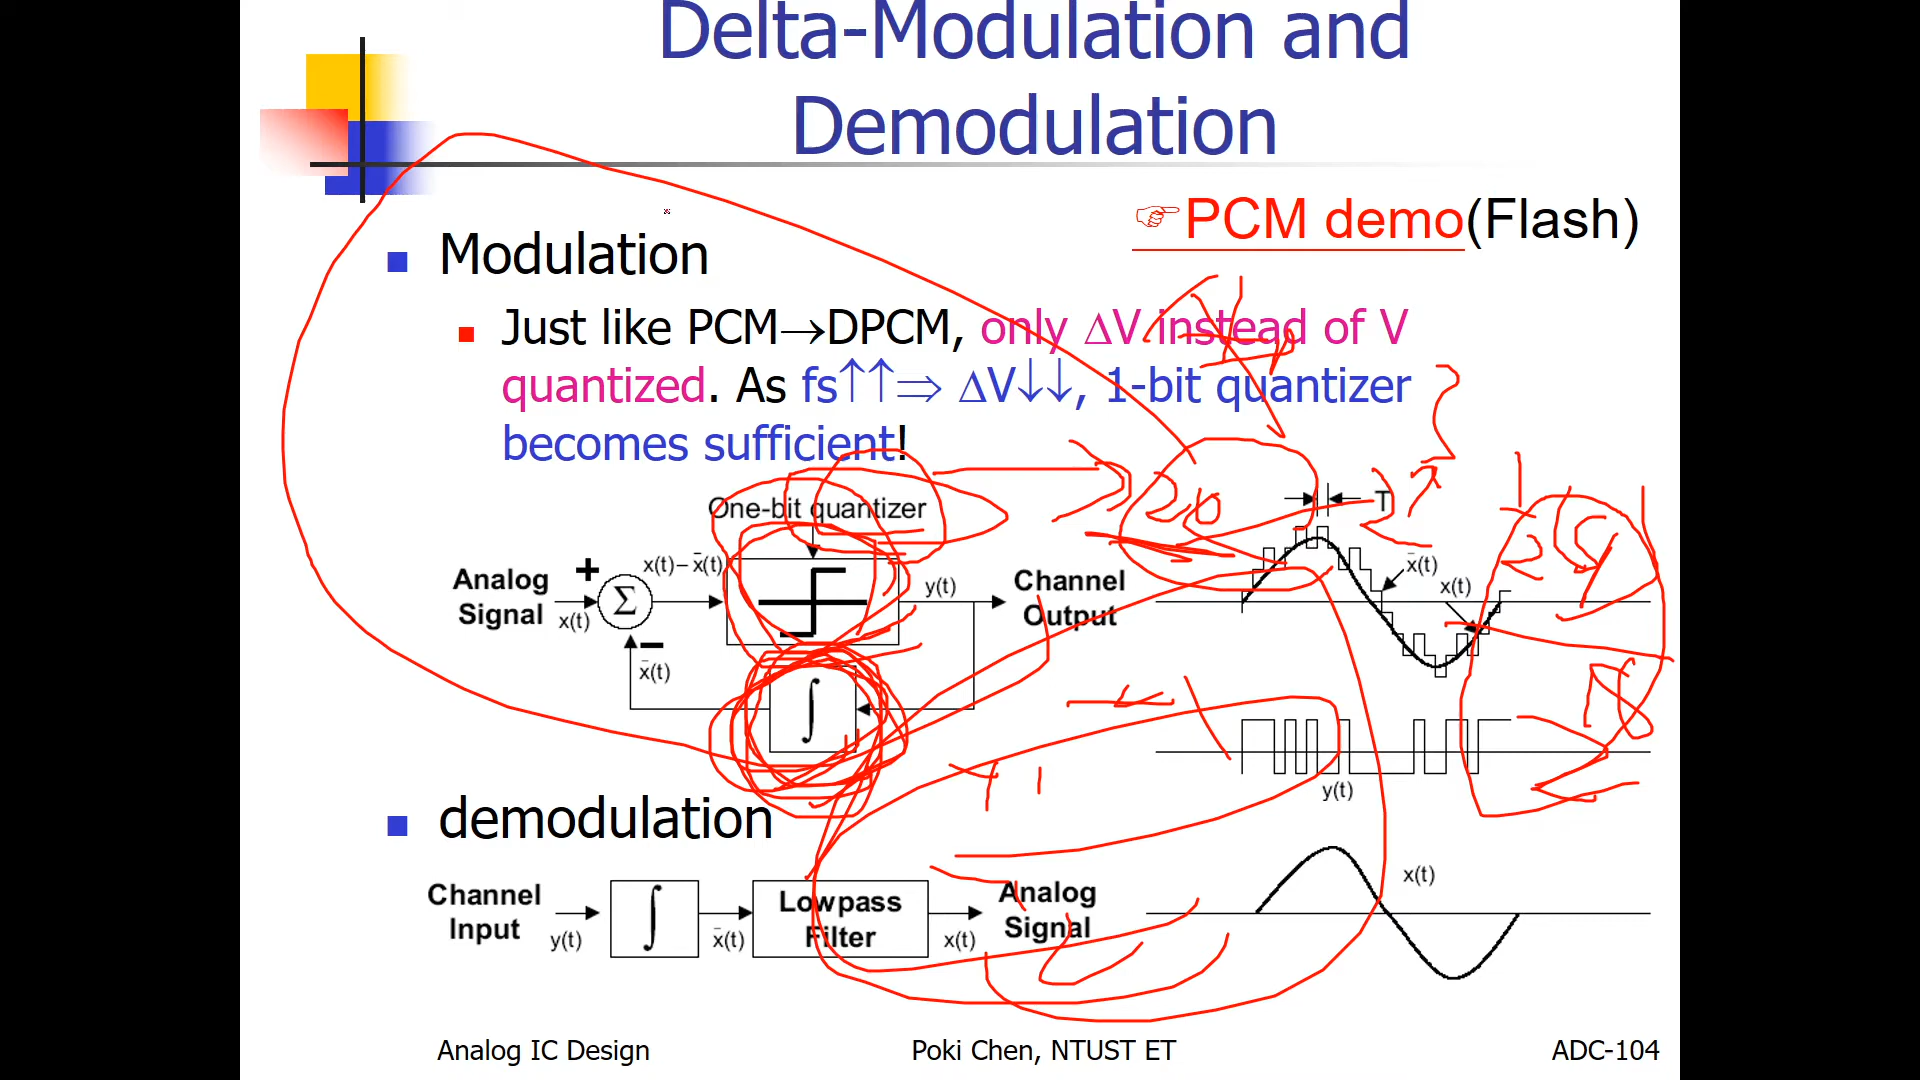 Delta-Modulation and
Demodulation
☞PCM demo(Flash)
Modulation
Just like PCM→DPCM, only ΔV instead of V
quantized. As fs↑↑⇒ ΔV↓↓, 1-bit quantizer
becomes sufficient!
One-bit quantizer
Analog
Signal
x(t)
+
Σ
−
x(t)−x̄(t)
x̄(t)
∫
y(t)
Channel
Output
T
x̄(t)
x(t)
y(t)
demodulation
Channel
Input
y(t)
∫
x̄(t)
Lowpass
Filter
x(t)
Analog
Signal
x(t)
Analog IC Design
Poki Chen, NTUST ET
ADC-104